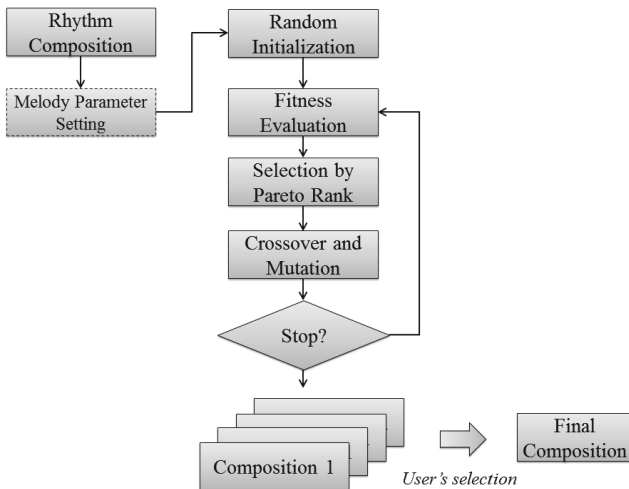 Rhythm
Composition
Melody Parameter
Setting
Random
Initialization
Fitness
Evaluation
Selection by
Pareto Rank
Crossover and
Mutation
Stop?
Composition 1
User's selection
Final
Composition